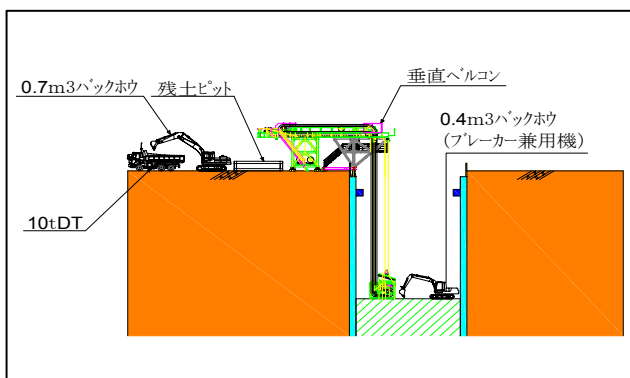 0.7m3バックホウ
残土ピット
垂直ベルコン
0.4m3バックホウ
(ブレーカー兼用機)
10tDT